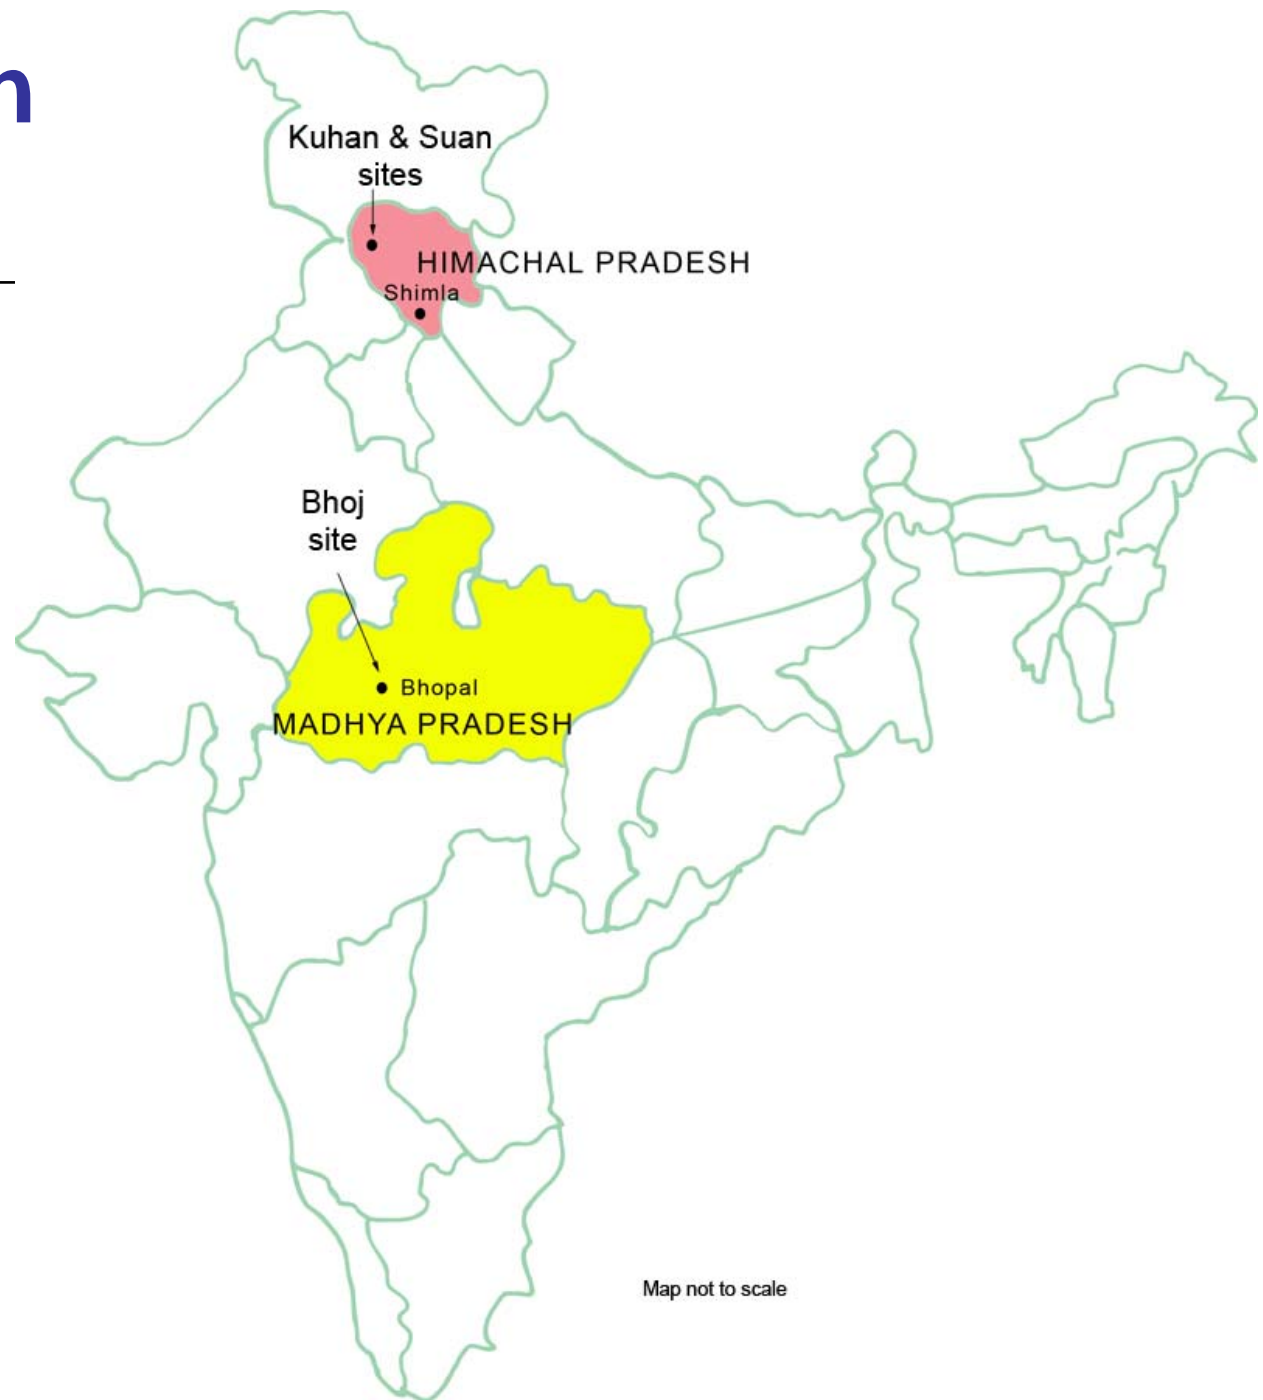 n
Kuhan & Suan
sites
HIMACHAL PRADESH
Shimla
Bhoj
site
Bhopal
MADHYA PRADESH
Map not to scale